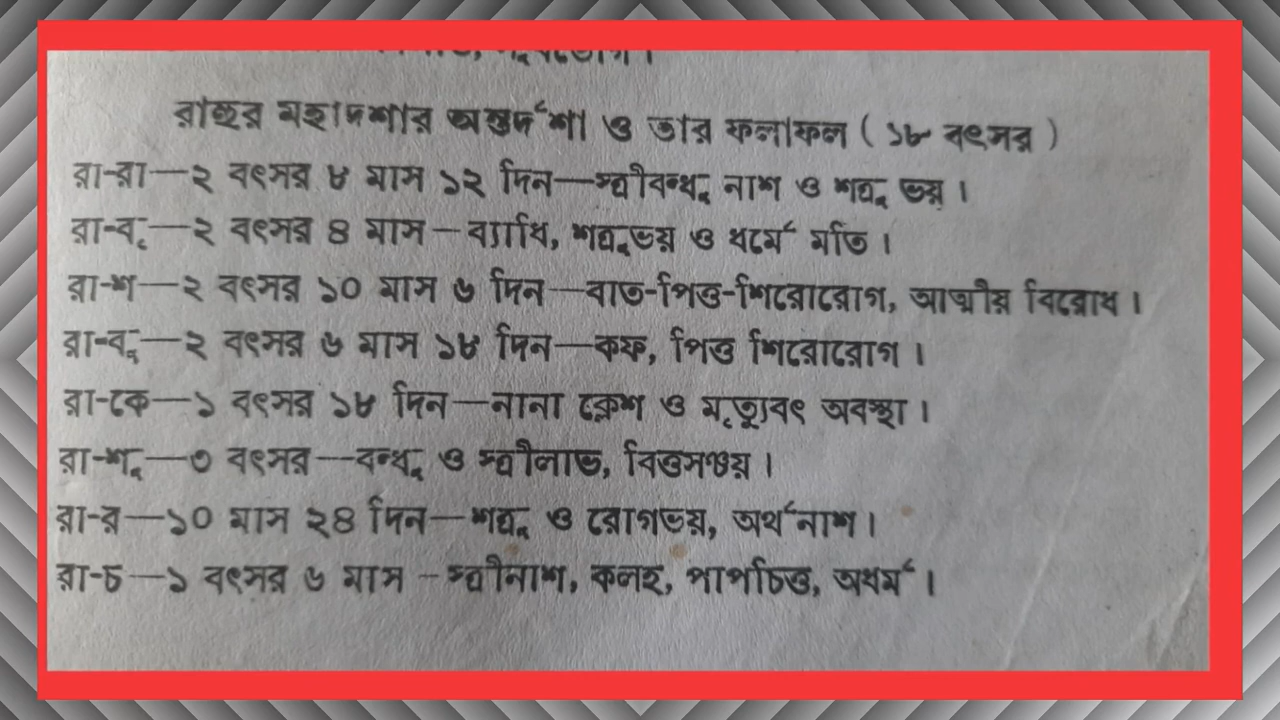 রাহুর মহাদশার অন্তর্দশা ও তার ফলাফল ( ১৮ বৎসর )
রা-রা—২ বৎসর ৮ মাস ১২ দিন—স্ত্রীবন্ধু নাশ ও শত্রু ভয়।
রা-বৃ—২ বৎসর ৪ মাস—ব্যাধি, শত্রুভয় ও ধর্মে মতি।
রা-শ—২ বৎসর ১০ মাস ৬ দিন—বাত-পিত্ত-শিরোরোগ, আত্মীয় বিরোধ।
রা-বু—২ বৎসর ৬ মাস ১৮ দিন—কফ, পিত্ত শিরোরোগ।
রা-কে—১ বৎসর ১৮ দিন—নানা ক্লেশ ও মৃত্যুবৎ অবস্থা।
রা-শু—৩ বৎসর—বন্ধু ও স্ত্রীলাভ, বিত্তসঞ্চয়।
রা-র—১০ মাস ২৪ দিন—শত্রু ও রোগভয়, অর্থনাশ।
রা-চ—১ বৎসর ৬ মাস – স্ত্রীনাশ, কলহ, পাপচিত্ত, অধর্ম।